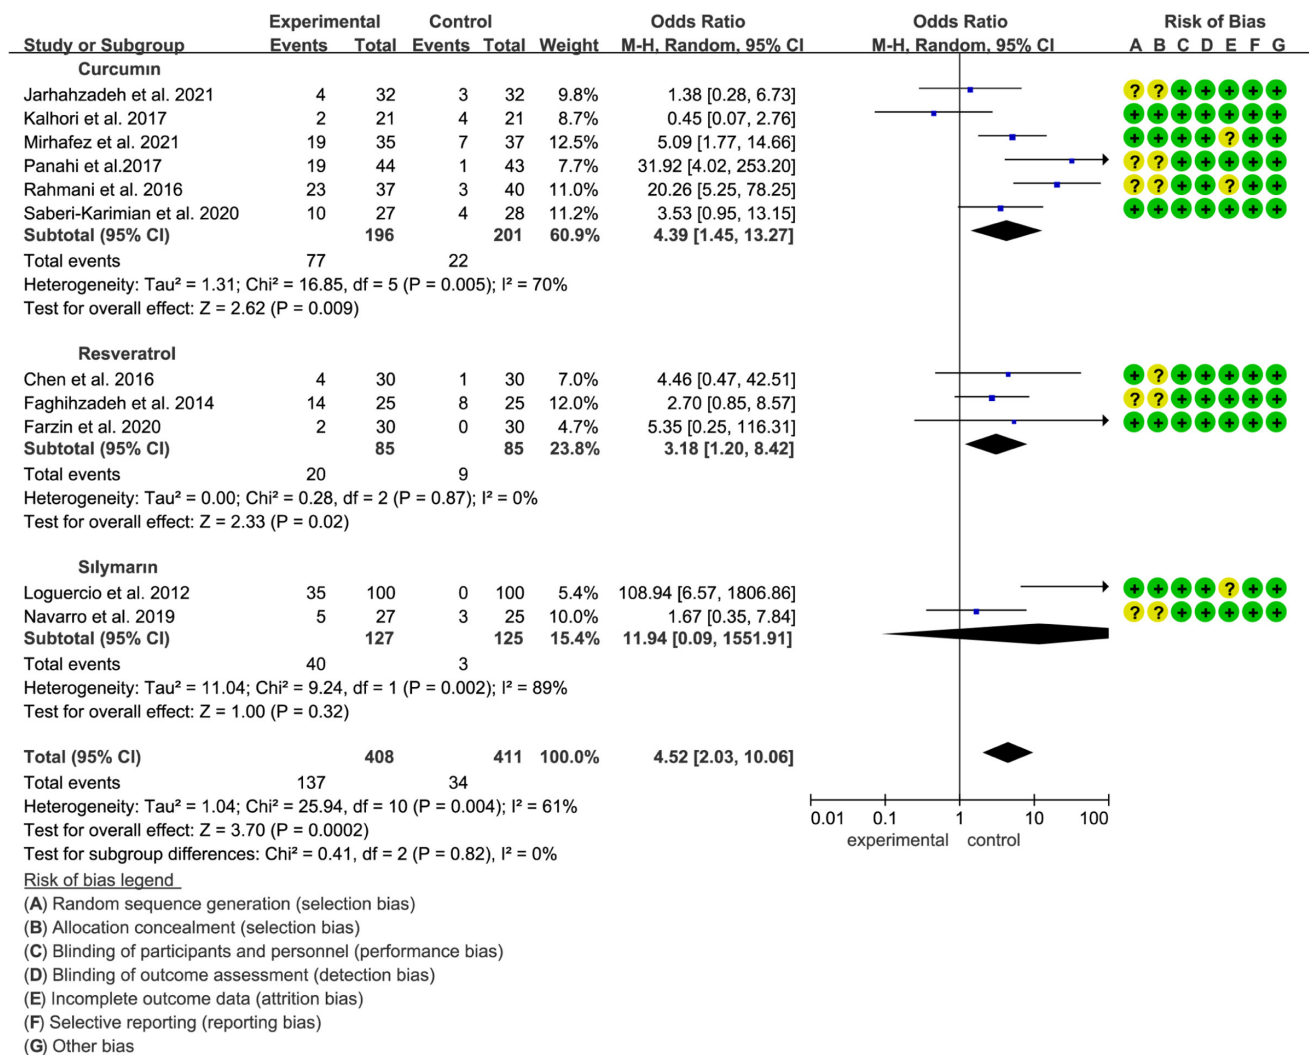 Experimental Control Odds Ratio Odds Ratio Risk of Bias
Study or Subgroup Events Total Events Total Weight M-H, Random, 95% CI M-H, Random, 95% CI A B C D E F G
Curcumın
Jarhahzadeh et al. 2021 4 32 3 32 9.8% 1.38 [0.28, 6.73] ? ? + + + + +
Kalhori et al. 2017 2 21 4 21 8.7% 0.45 [0.07, 2.76] + + + + + + +
Mirhafez et al. 2021 19 35 7 37 12.5% 5.09 [1.77, 14.66] + + + + ? + +
Panahi et al.2017 19 44 1 43 7.7% 31.92 [4.02, 253.20] ? ? + + + + +
Rahmani et al. 2016 23 37 3 40 11.0% 20.26 [5.25, 78.25] ? ? + + ? + +
Saberi-Karimian et al. 2020 10 27 4 28 11.2% 3.53 [0.95, 13.15] + + + + + + +
Subtotal (95% CI) 196 201 60.9% 4.39 [1.45, 13.27]
Total events 77 22
Heterogeneity: Tau² = 1.31; Chi² = 16.85, df = 5 (P = 0.005); I² = 70%
Test for overall effect: Z = 2.62 (P = 0.009)
Resveratrol
Chen et al. 2016 4 30 1 30 7.0% 4.46 [0.47, 42.51] + ? + + + + +
Faghihzadeh et al. 2014 14 25 8 25 12.0% 2.70 [0.85, 8.57] ? ? + + + + +
Farzin et al. 2020 2 30 0 30 4.7% 5.35 [0.25, 116.31] + + + + + + +
Subtotal (95% CI) 85 85 23.8% 3.18 [1.20, 8.42]
Total events 20 9
Heterogeneity: Tau² = 0.00; Chi² = 0.28, df = 2 (P = 0.87); I² = 0%
Test for overall effect: Z = 2.33 (P = 0.02)
Sılymarın
Loguercio et al. 2012 35 100 0 100 5.4% 108.94 [6.57, 1806.86] + + + + ? + +
Navarro et al. 2019 5 27 3 25 10.0% 1.67 [0.35, 7.84] ? ? + + + + +
Subtotal (95% CI) 127 125 15.4% 11.94 [0.09, 1551.91]
Total events 40 3
Heterogeneity: Tau² = 11.04; Chi² = 9.24, df = 1 (P = 0.002); I² = 89%
Test for overall effect: Z = 1.00 (P = 0.32)
Total (95% CI) 408 411 100.0% 4.52 [2.03, 10.06]
Total events 137 34
Heterogeneity: Tau² = 1.04; Chi² = 25.94, df = 10 (P = 0.004); I² = 61%
Test for overall effect: Z = 3.70 (P = 0.0002)
Test for subgroup differences: Chi² = 0.41, df = 2 (P = 0.82), I² = 0%
0.01 0.1 1 10 100
experimental control
Risk of bias legend
(A) Random sequence generation (selection bias)
(B) Allocation concealment (selection bias)
(C) Blinding of participants and personnel (performance bias)
(D) Blinding of outcome assessment (detection bias)
(E) Incomplete outcome data (attrition bias)
(F) Selective reporting (reporting bias)
(G) Other bias